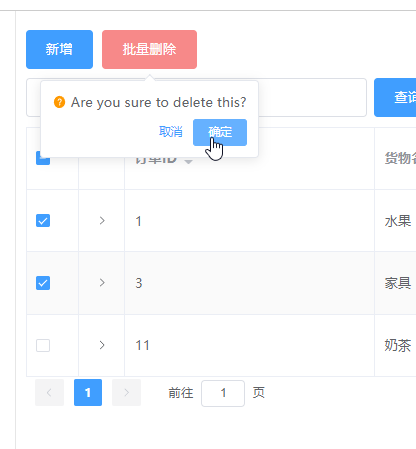 新增 批量删除
Are you sure to delete this?
取消 确定
查询
订单ID 货物名
1 水果
3 家具
11 奶茶
1 前往 1 页